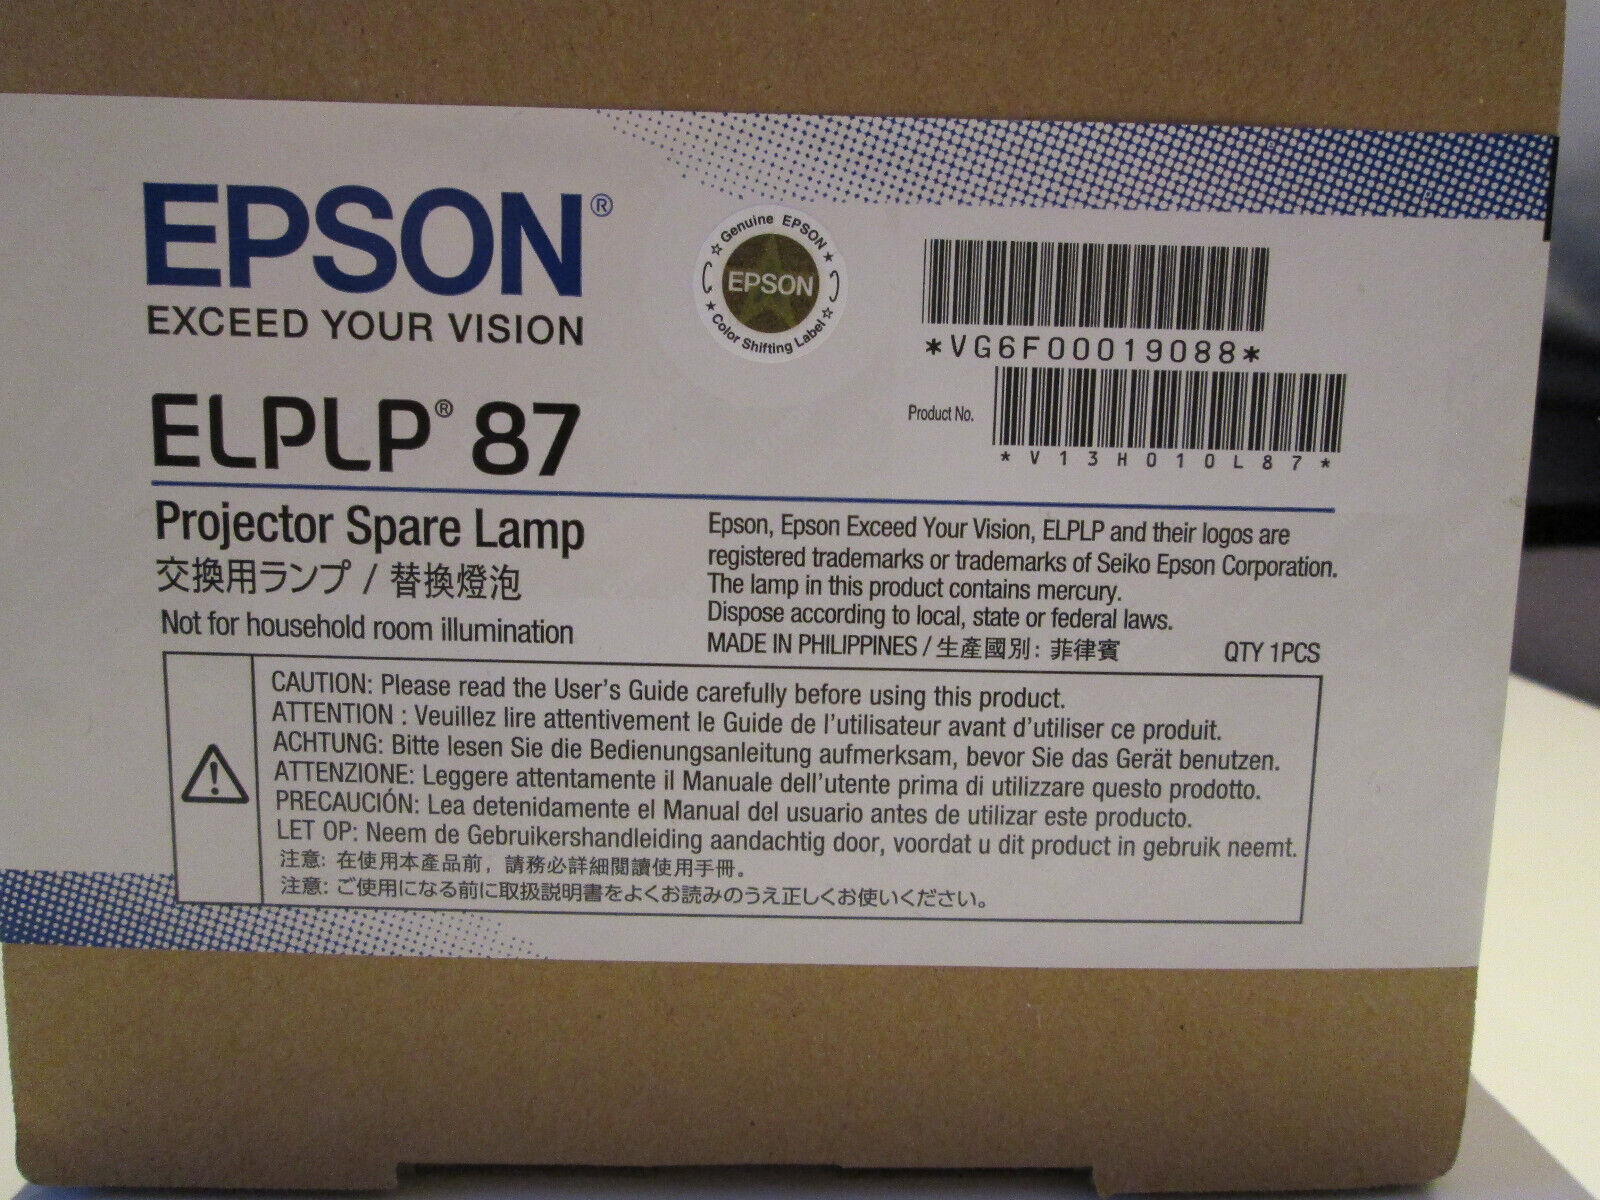 EPSON®
EXCEED YOUR VISION
Genuine EPSON
EPSON
Color Shifting Label
*VG6F00019088*
ELPLP® 87
Product No.
*V13H010L87*
Projector Spare Lamp
交換用ランプ / 替換燈泡
Not for household room illumination
Epson, Epson Exceed Your Vision, ELPLP and their logos are
registered trademarks or trademarks of Seiko Epson Corporation.
The lamp in this product contains mercury.
Dispose according to local, state or federal laws.
MADE IN PHILIPPINES / 生產國別: 菲律賓 QTY 1PCS
CAUTION: Please read the User's Guide carefully before using this product.
ATTENTION : Veuillez lire attentivement le Guide de l'utilisateur avant d'utiliser ce produit.
ACHTUNG: Bitte lesen Sie die Bedienungsanleitung aufmerksam, bevor Sie das Gerät benutzen.
ATTENZIONE: Leggere attentamente il Manuale dell'utente prima di utilizzare questo prodotto.
PRECAUCIÓN: Lea detenidamente el Manual del usuario antes de utilizar este producto.
LET OP: Neem de Gebruikershandleiding aandachtig door, voordat u dit product in gebruik neemt.
注意: 在使用本產品前，請務必詳細閱讀使用手冊。
注意: ご使用になる前に取扱説明書をよくお読みのうえ正しくお使いください。